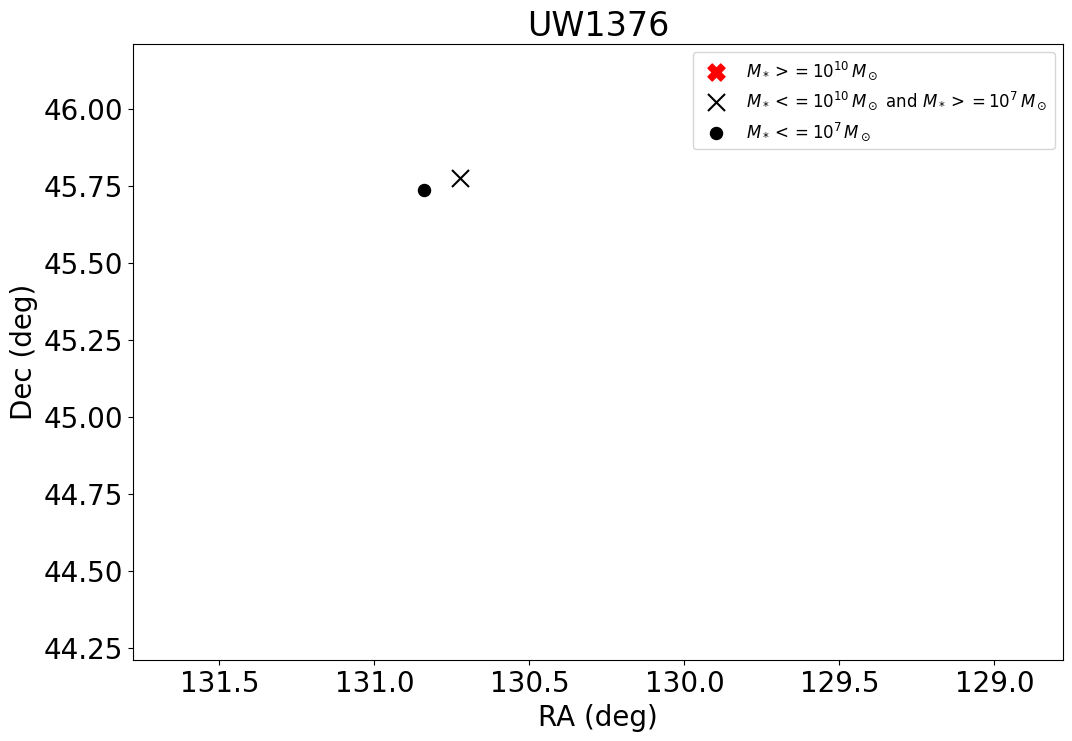 UW1376
M* >= 10^10 M⊙
M* <= 10^10 M⊙ and M* >= 10^7 M⊙
M* <= 10^7 M⊙
46.00
45.75
45.50
45.25
45.00
44.75
44.50
44.25
Dec (deg)
131.5 131.0 130.5 130.0 129.5 129.0
RA (deg)